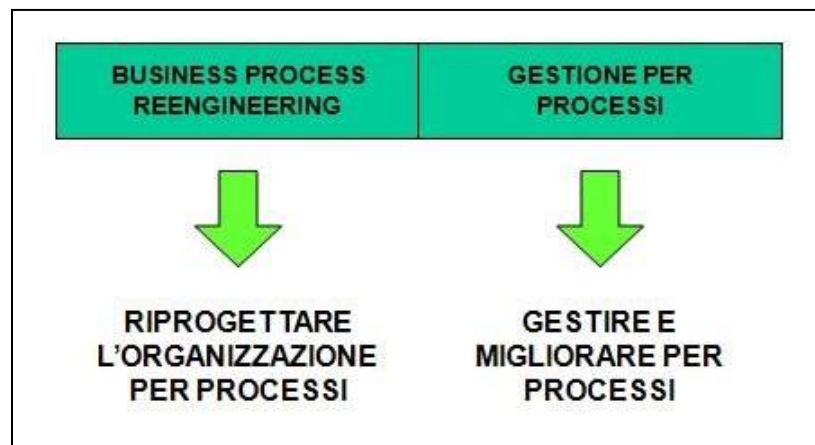 BUSINESS PROCESS
REENGINEERING
GESTIONE PER
PROCESSI
RIPROGETTARE
L'ORGANIZZAZIONE
PER PROCESSI
GESTIRE E
MIGLIORARE PER
PROCESSI